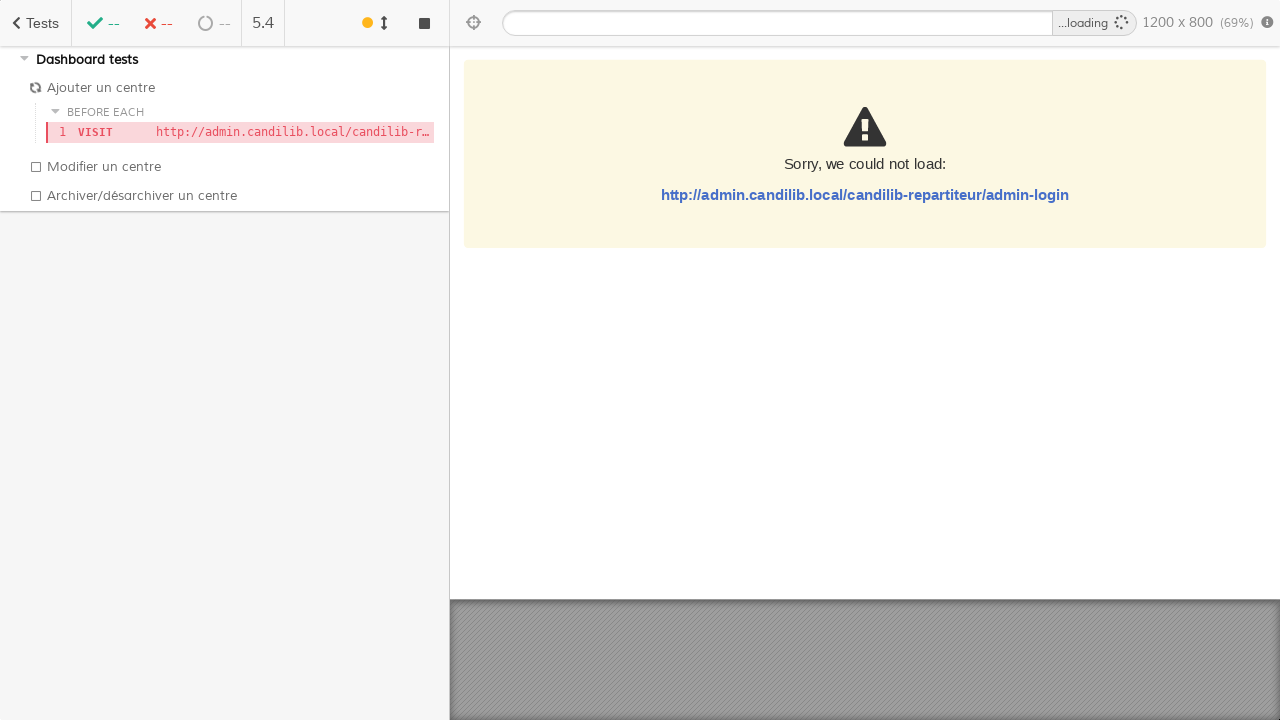 Tests
--
--
--
5.4
...loading
1200 x 800 (69%)
Dashboard tests
Ajouter un centre
BEFORE EACH
1 VISIT http://admin.candilib.local/candilib-r…
Modifier un centre
Archiver/désarchiver un centre
Sorry, we could not load:
http://admin.candilib.local/candilib-repartiteur/admin-login